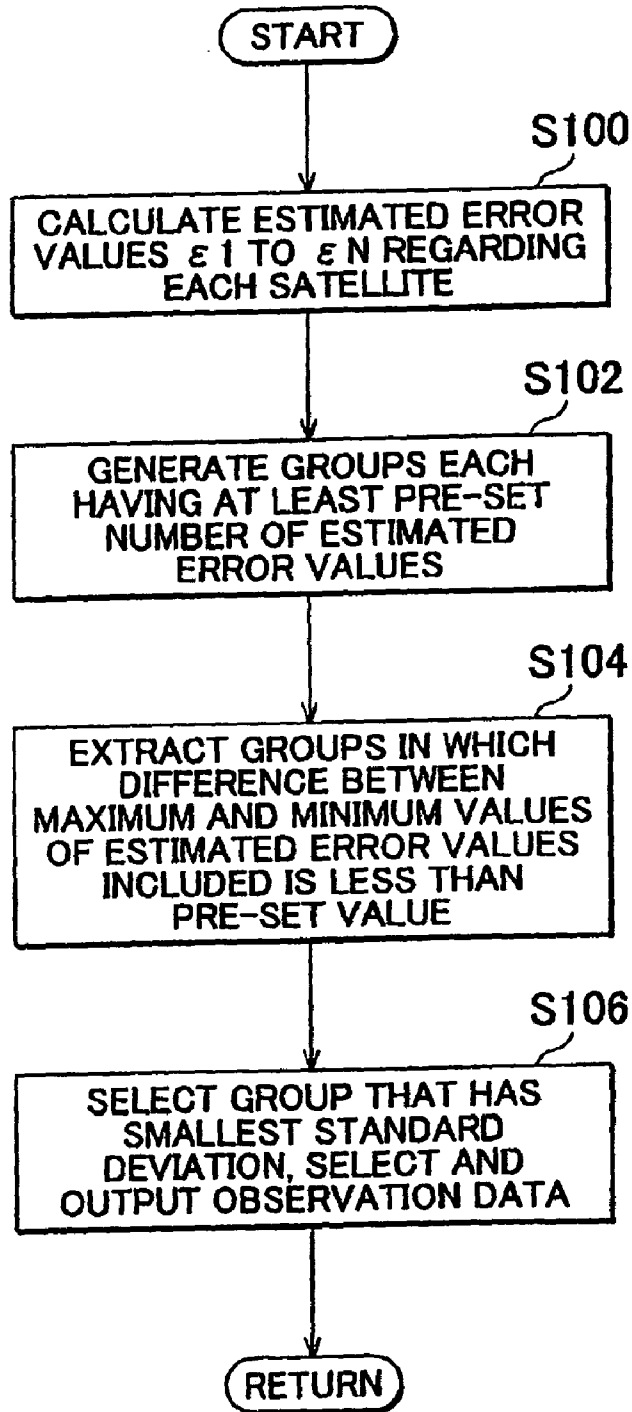 START
S100
CALCULATE ESTIMATED ERROR
VALUES ε1 TO εN REGARDING
EACH SATELLITE
S102
GENERATE GROUPS EACH
HAVING AT LEAST PRE-SET
NUMBER OF ESTIMATED
ERROR VALUES
S104
EXTRACT GROUPS IN WHICH
DIFFERENCE BETWEEN
MAXIMUM AND MINIMUM VALUES
OF ESTIMATED ERROR VALUES
INCLUDED IS LESS THAN
PRE-SET VALUE
S106
SELECT GROUP THAT HAS
SMALLEST STANDARD
DEVIATION, SELECT AND
OUTPUT OBSERVATION DATA
RETURN